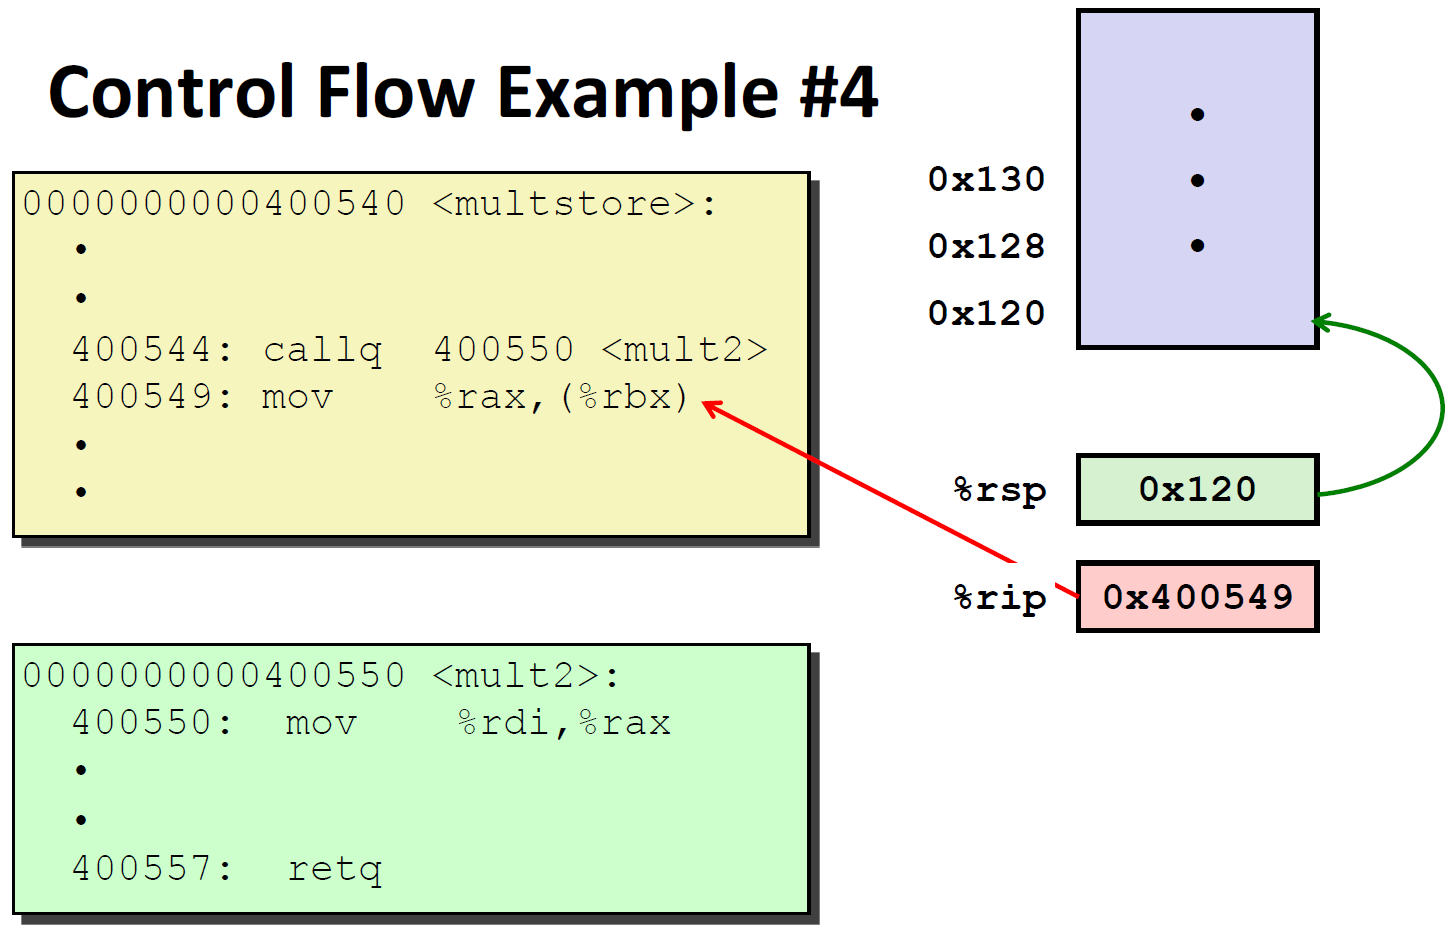 Control Flow Example #4
0000000000400540 <multstore>:
•
•
400544: callq 400550 <mult2>
400549: mov %rax,(%rbx)
•
•
0000000000400550 <mult2>:
400550: mov %rdi,%rax
•
•
400557: retq
•
0x130 •
0x128 •
0x120
%rsp 0x120
%rip 0x400549